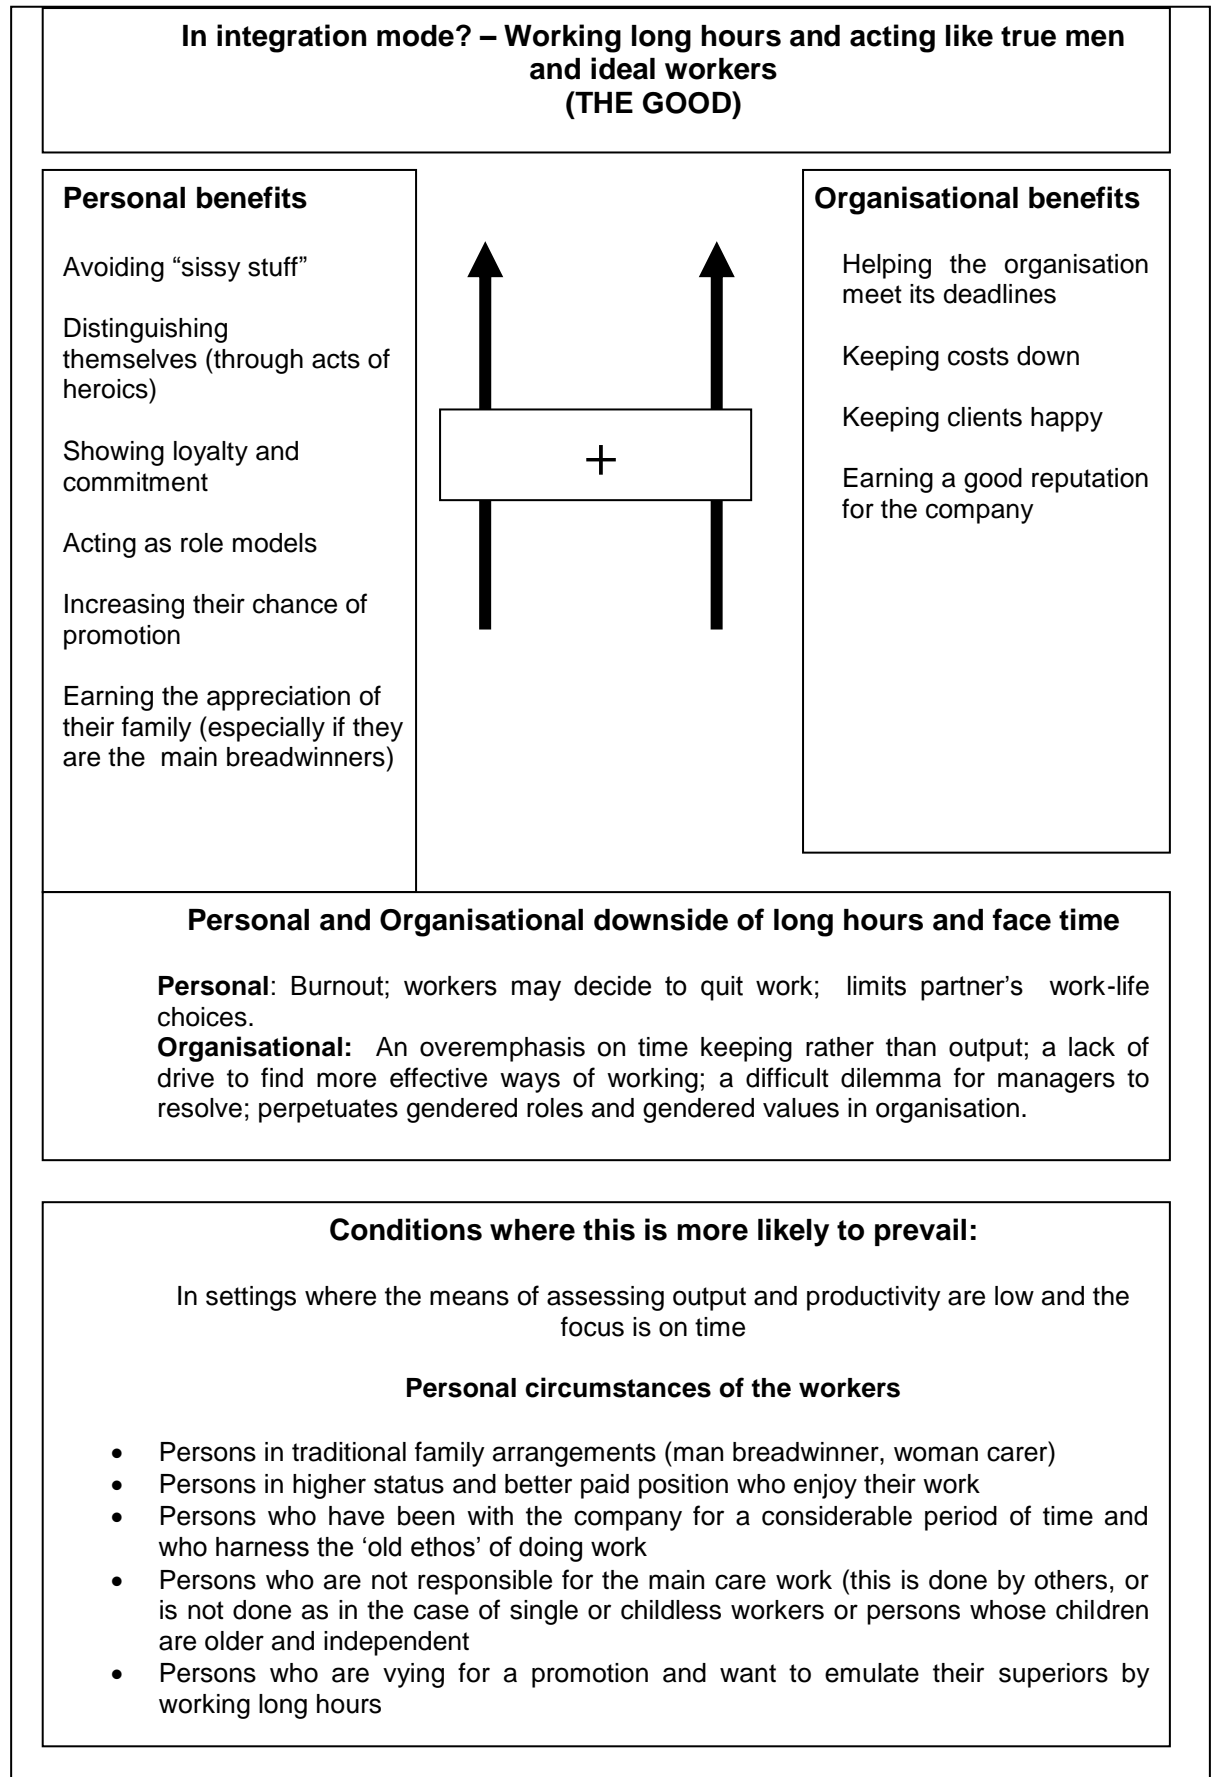 In integration mode? – Working long hours and acting like true men
and ideal workers
(THE GOOD)
Personal benefits
Avoiding “sissy stuff”
Distinguishing
themselves (through acts of
heroics)
Showing loyalty and
commitment
Acting as role models
Increasing their chance of
promotion
Earning the appreciation of
their family (especially if they
are the main breadwinners)
+
Organisational benefits
Helping the organisation
meet its deadlines
Keeping costs down
Keeping clients happy
Earning a good reputation
for the company
Personal and Organisational downside of long hours and face time
Personal: Burnout; workers may decide to quit work; limits partner’s work-life
choices.
Organisational: An overemphasis on time keeping rather than output; a lack of
drive to find more effective ways of working; a difficult dilemma for managers to
resolve; perpetuates gendered roles and gendered values in organisation.
Conditions where this is more likely to prevail:
In settings where the means of assessing output and productivity are low and the
focus is on time
Personal circumstances of the workers
• Persons in traditional family arrangements (man breadwinner, woman carer)
• Persons in higher status and better paid position who enjoy their work
• Persons who have been with the company for a considerable period of time and
who harness the ‘old ethos’ of doing work
• Persons who are not responsible for the main care work (this is done by others, or
is not done as in the case of single or childless workers or persons whose children
are older and independent
• Persons who are vying for a promotion and want to emulate their superiors by
working long hours